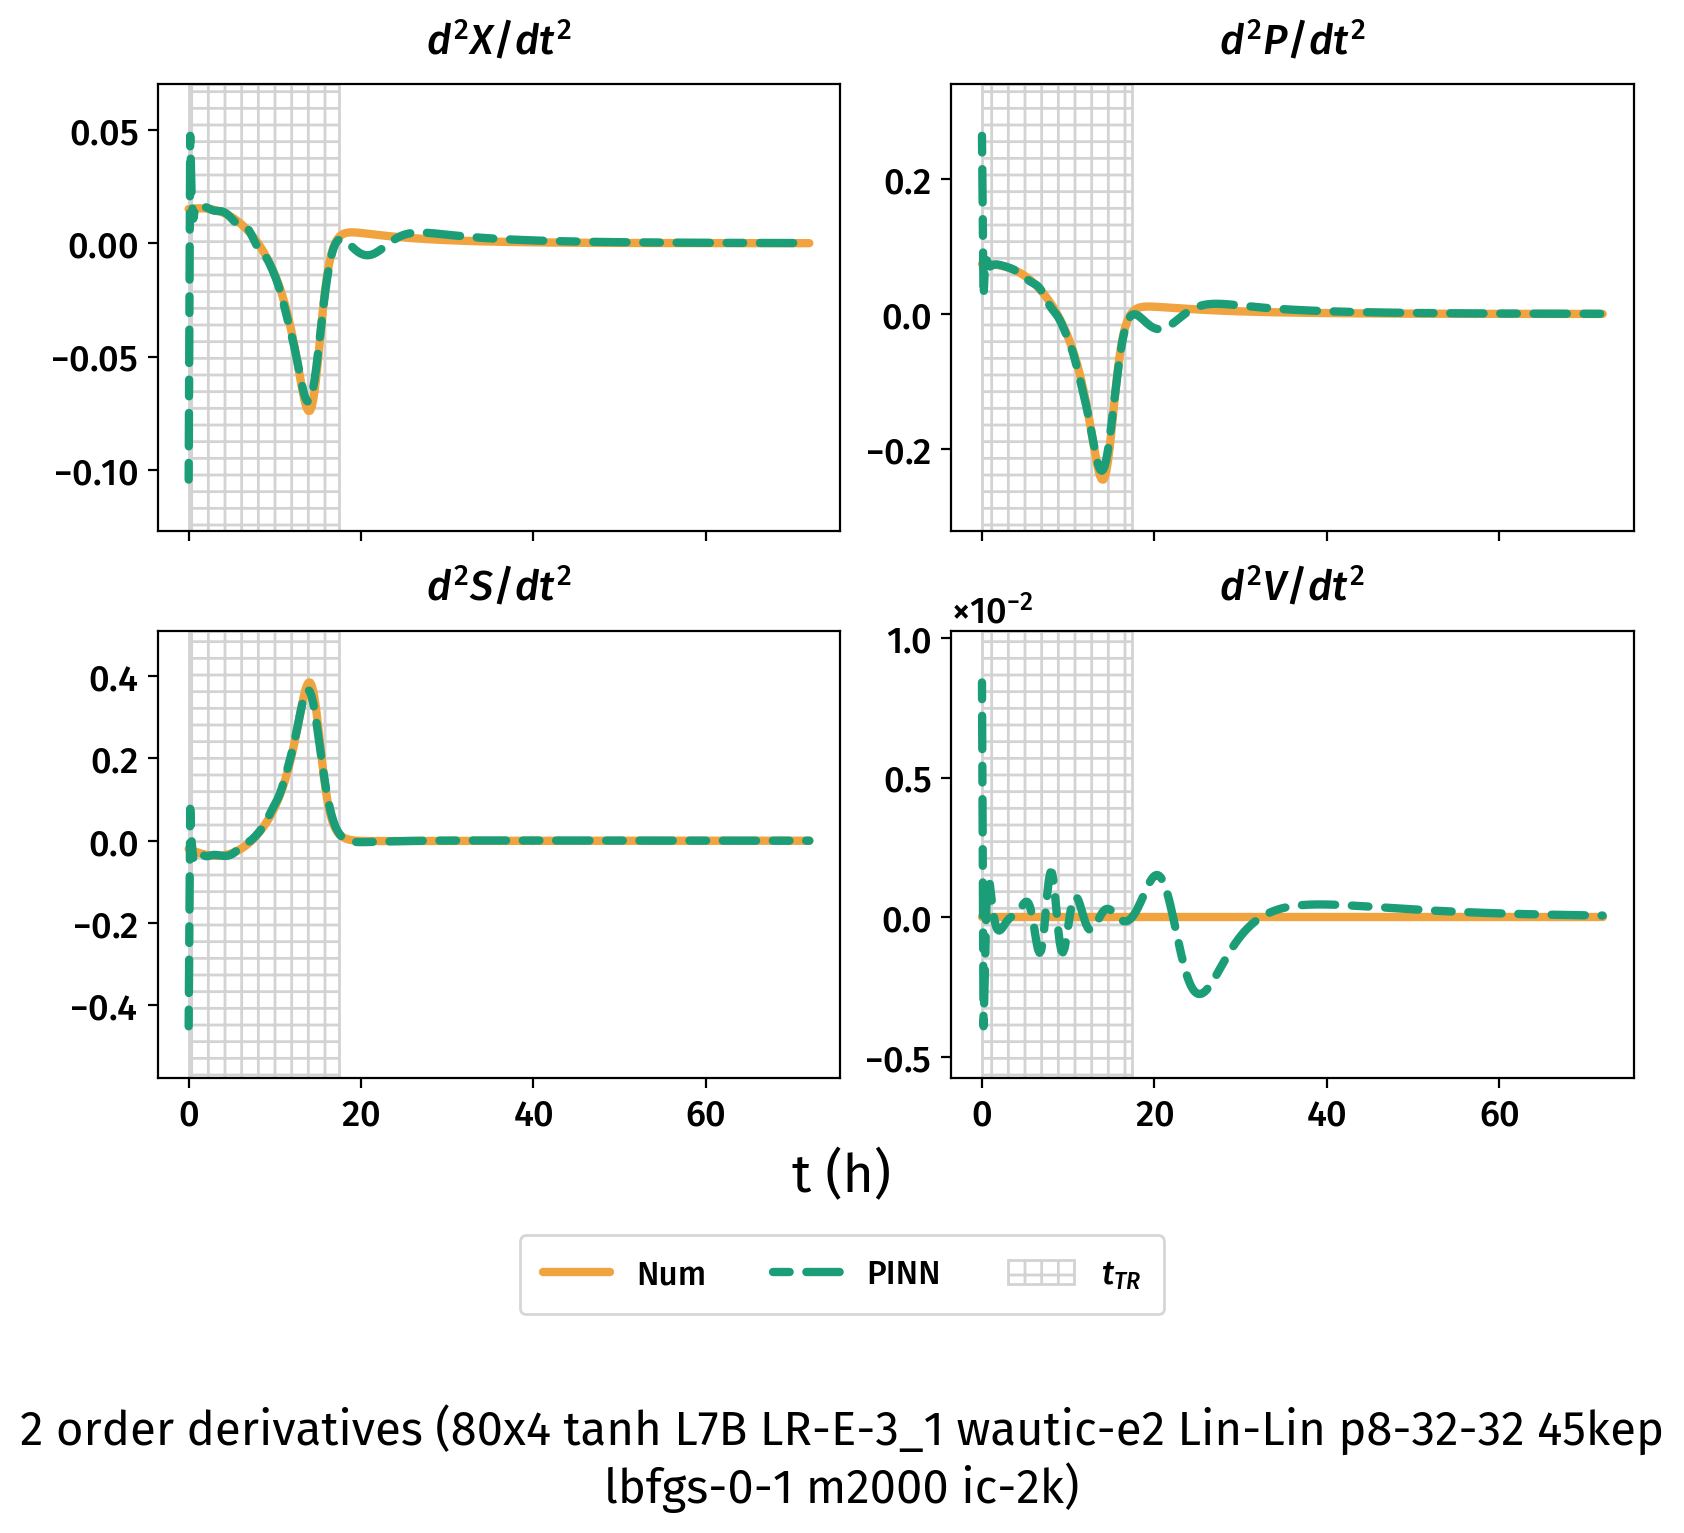 d²X/dt²
d²P/dt²
0.05
0.00
−0.05
−0.10
0.2
0.0
−0.2
d²S/dt²
d²V/dt²
×10⁻²
0.4
0.2
0.0
−0.2
−0.4
1.0
0.5
0.0
−0.5
0 20 40 60
0 20 40 60
t (h)
Num PINN t_TR
2 order derivatives (80x4 tanh L7B LR-E-3_1 wautic-e2 Lin-Lin p8-32-32 45kep
lbfgs-0-1 m2000 ic-2k)